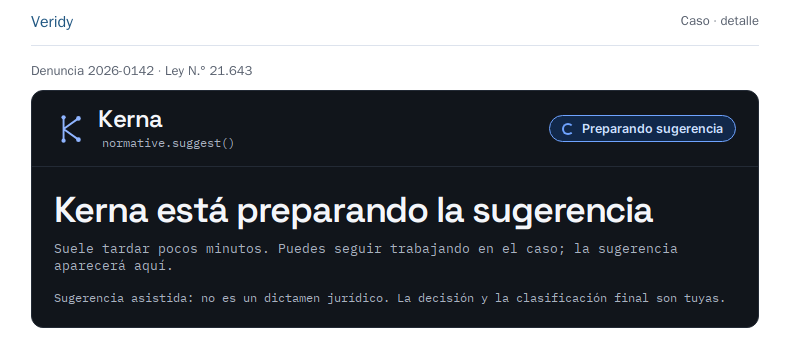 Veridy
Caso · detalle
Denuncia 2026-0142 · Ley N.° 21.643
Kerna
normative.suggest()
Preparando sugerencia
Kerna está preparando la sugerencia
Suele tardar pocos minutos. Puedes seguir trabajando en el caso; la sugerencia
aparecerá aquí.
Sugerencia asistida: no es un dictamen jurídico. La decisión y la clasificación final son tuyas.